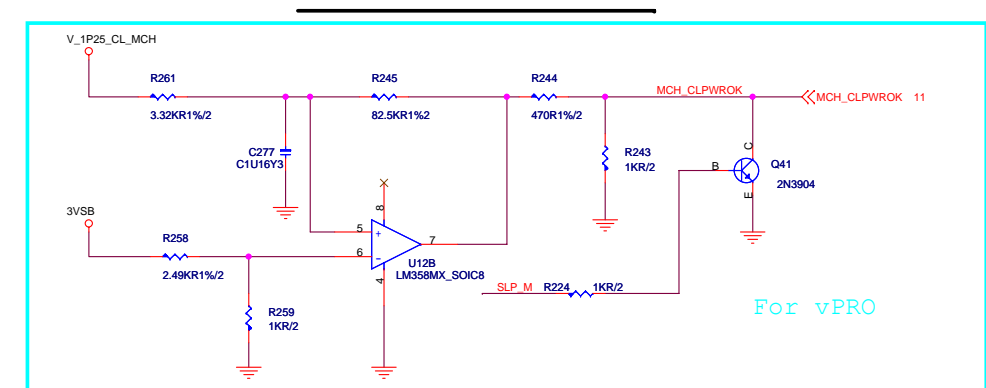 V_1P25_CL_MCH
R261
R245
R244
MCH_CLPWROK
MCH_CLPWROK 11
3.32KR1%/2
82.5KR1%2
470R1%/2
C277
C1U16Y3
R243
1KR/2
C
B
E
Q41
2N3904
3VSB
8
5
+
7
6
-
R258
U12B
LM358MX_SOIC8
2.49KR1%/2
4
SLP_M
R224
1KR/2
R259
1KR/2
For vPRO